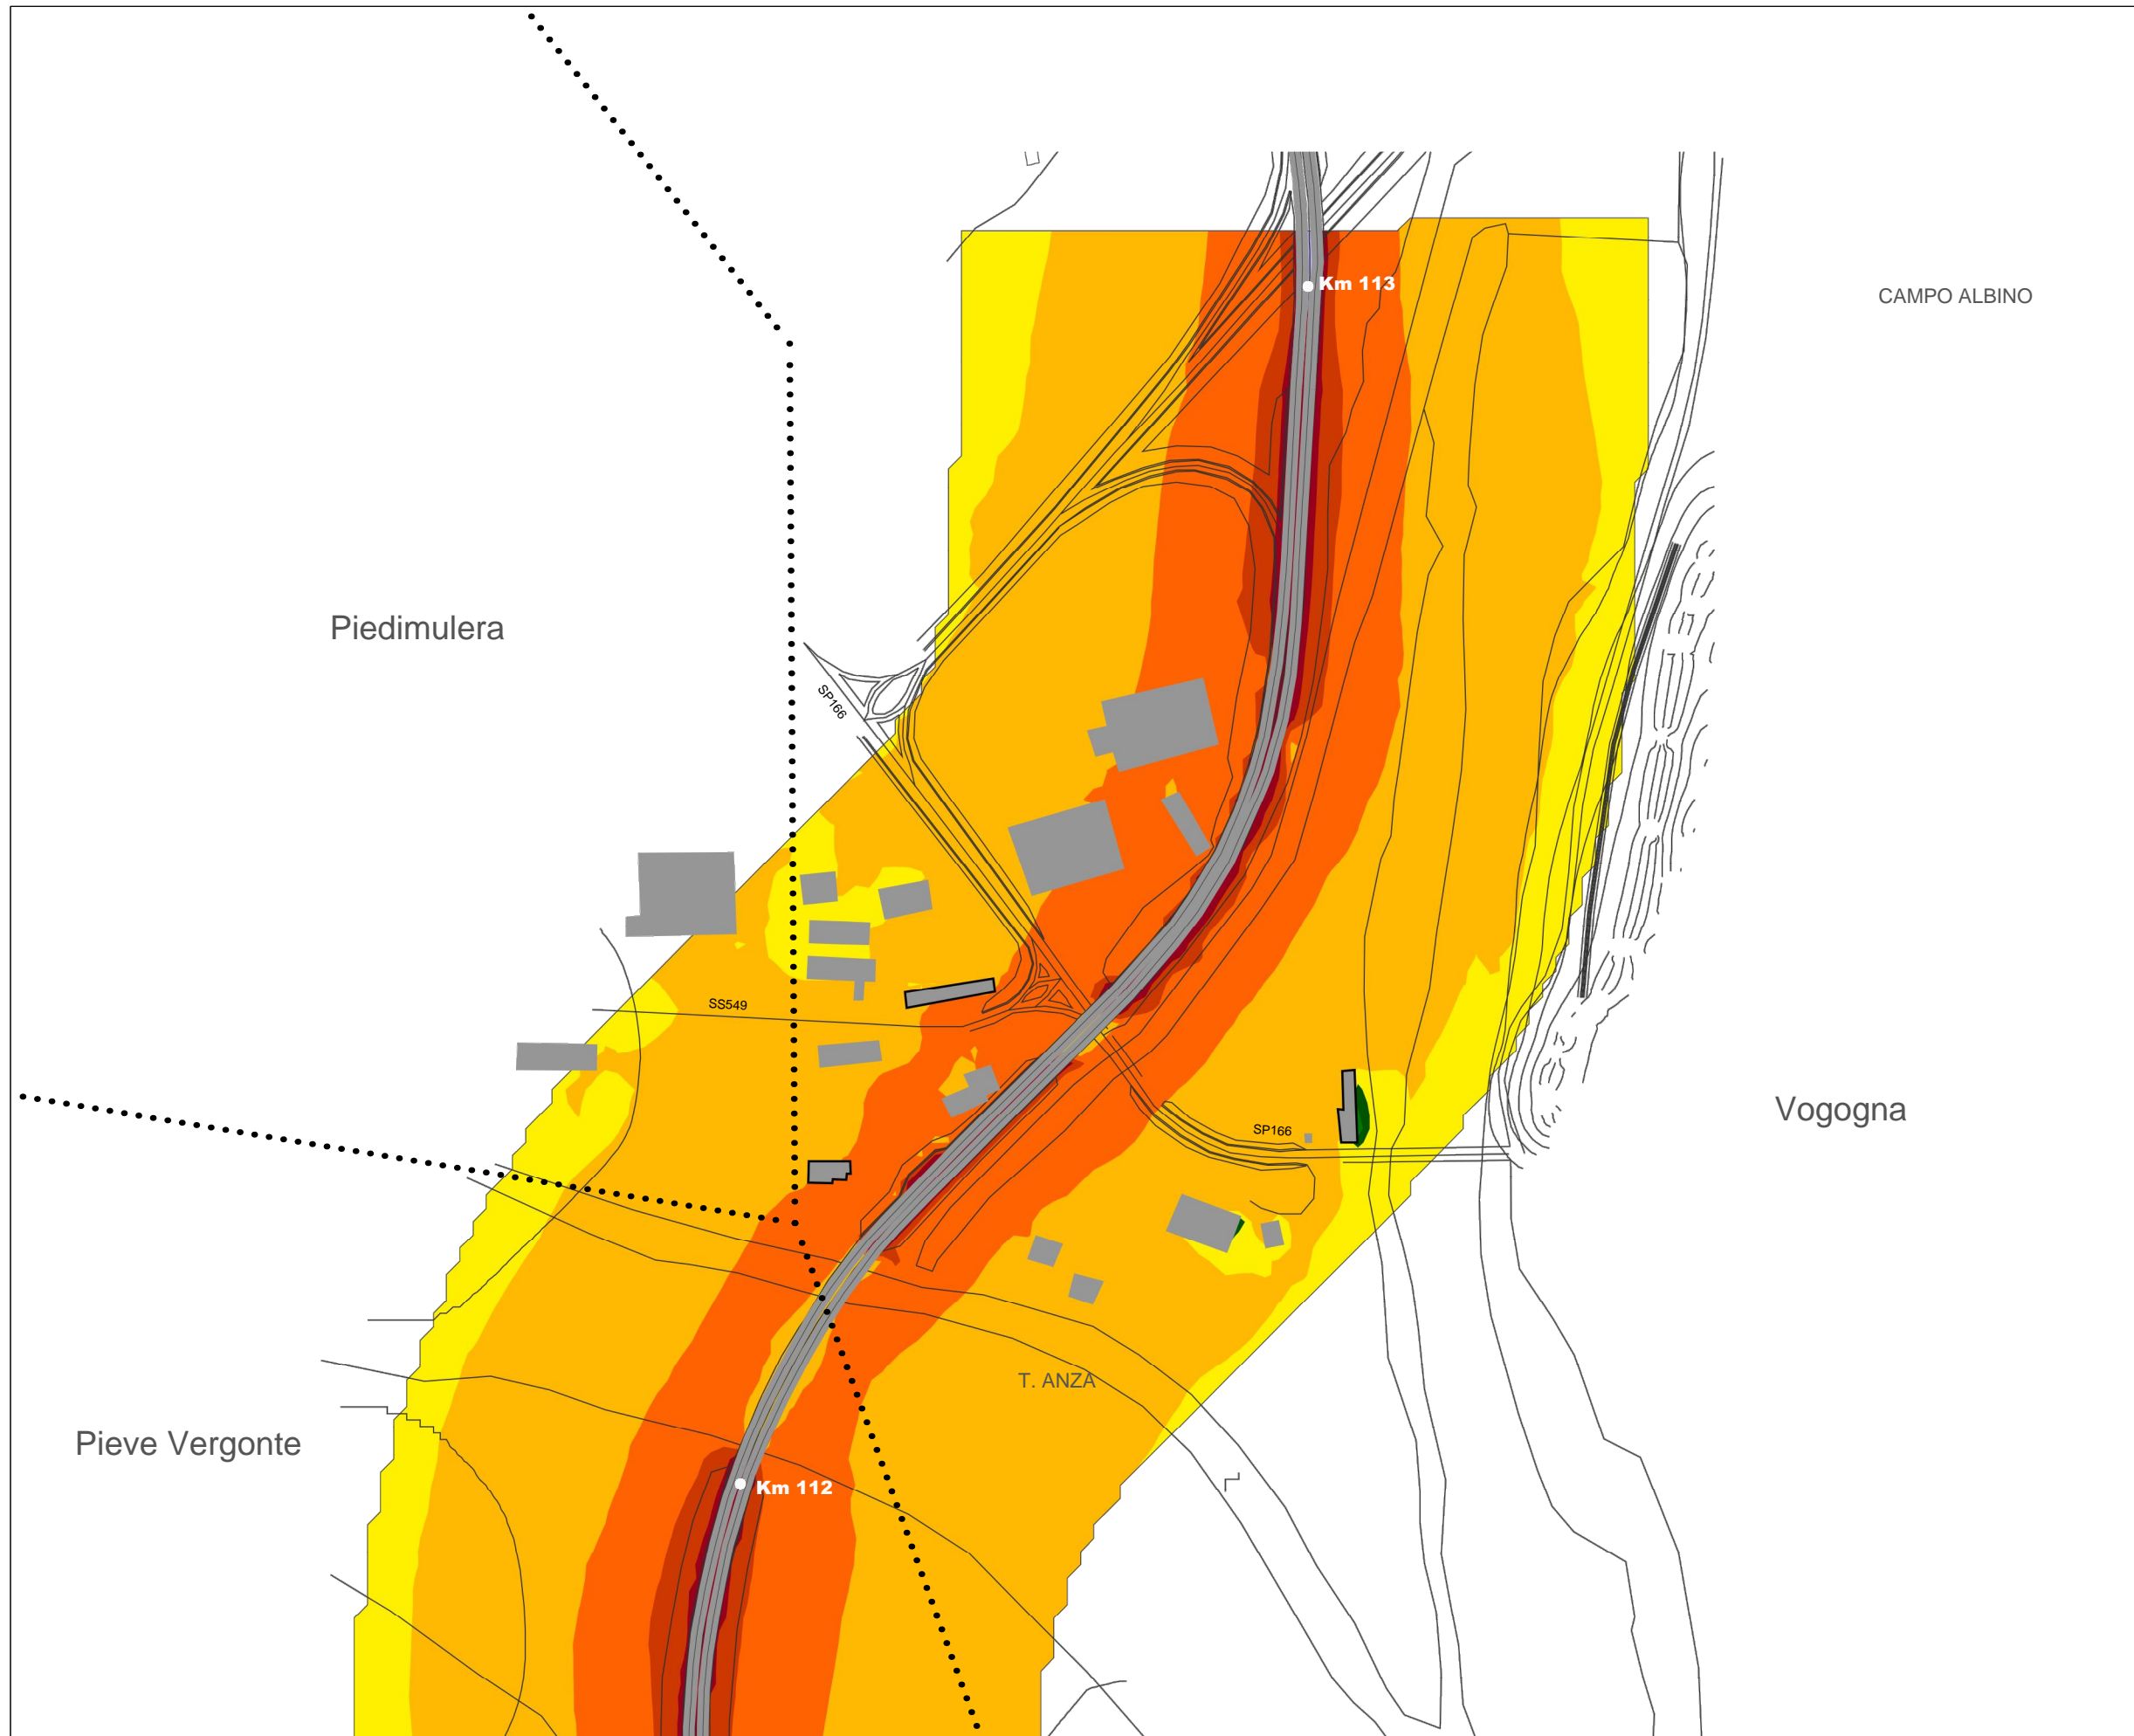 Km 113
CAMPO ALBINO
Piedimulera
SP166
SS549
Vogogna
SP166
T. ANZA
Pieve Vergonte
Km 112